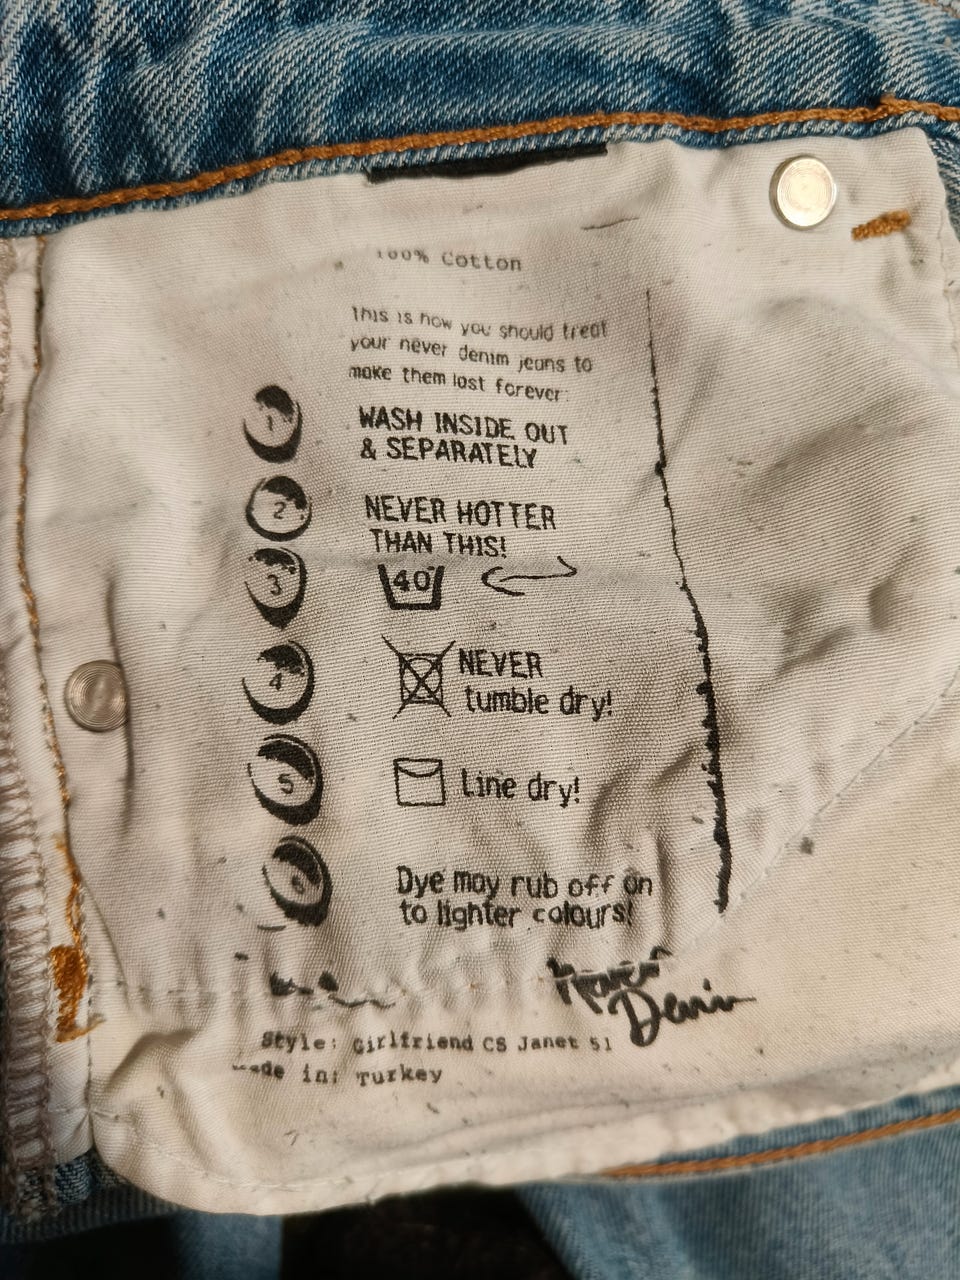 100% Cotton
This is how you should treat
your never denim jeans to
make them last forever:
1 WASH INSIDE OUT
& SEPARATELY
2 NEVER HOTTER
THAN THIS!
3 40
4 NEVER
tumble dry!
5 Line dry!
6 Dye may rub off on
to lighter colours!
Never
Denim
Style: Girlfriend CS Janet 51
Made in: Turkey